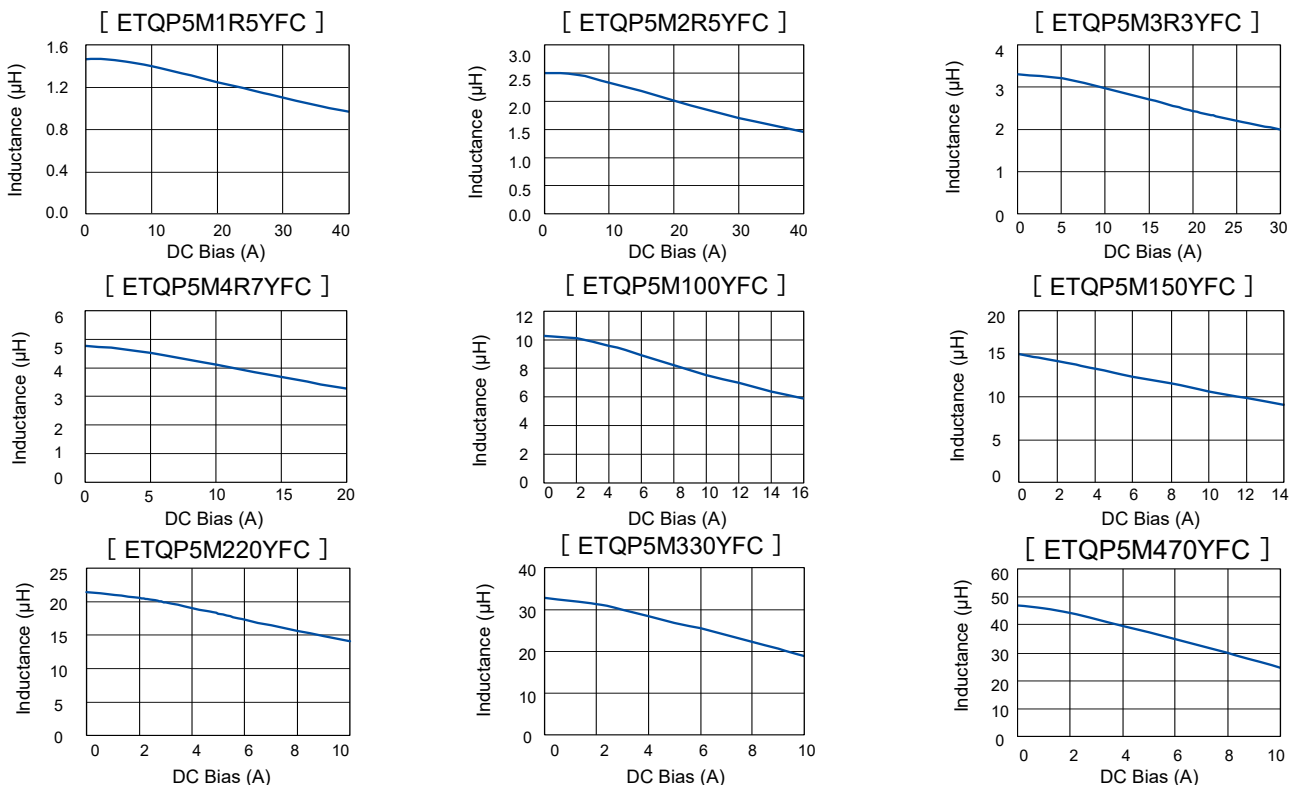 [ ETQP5M1R5YFC ]
Inductance (µH)
1.6
1.2
0.8
0.4
0.0
0 10 20 30 40
DC Bias (A)
[ ETQP5M2R5YFC ]
Inductance (µH)
3.0
2.5
2.0
1.5
1.0
0.5
0.0
0 10 20 30 40
DC Bias (A)
[ ETQP5M3R3YFC ]
Inductance (µH)
4
3
2
1
0
0 5 10 15 20 25 30
DC Bias (A)
[ ETQP5M4R7YFC ]
Inductance (µH)
6
5
4
3
2
1
0
0 5 10 15 20
DC Bias (A)
[ ETQP5M100YFC ]
Inductance (µH)
12
10
8
6
4
2
0
0 2 4 6 8 10 12 14 16
DC Bias (A)
[ ETQP5M150YFC ]
Inductance (µH)
20
15
10
5
0
0 2 4 6 8 10 12 14
DC Bias (A)
[ ETQP5M220YFC ]
Inductance (µH)
25
20
15
10
5
0
0 2 4 6 8 10
DC Bias (A)
[ ETQP5M330YFC ]
Inductance (µH)
40
30
20
10
0
0 2 4 6 8 10
DC Bias (A)
[ ETQP5M470YFC ]
Inductance (µH)
60
50
40
30
20
10
0
0 2 4 6 8 10
DC Bias (A)